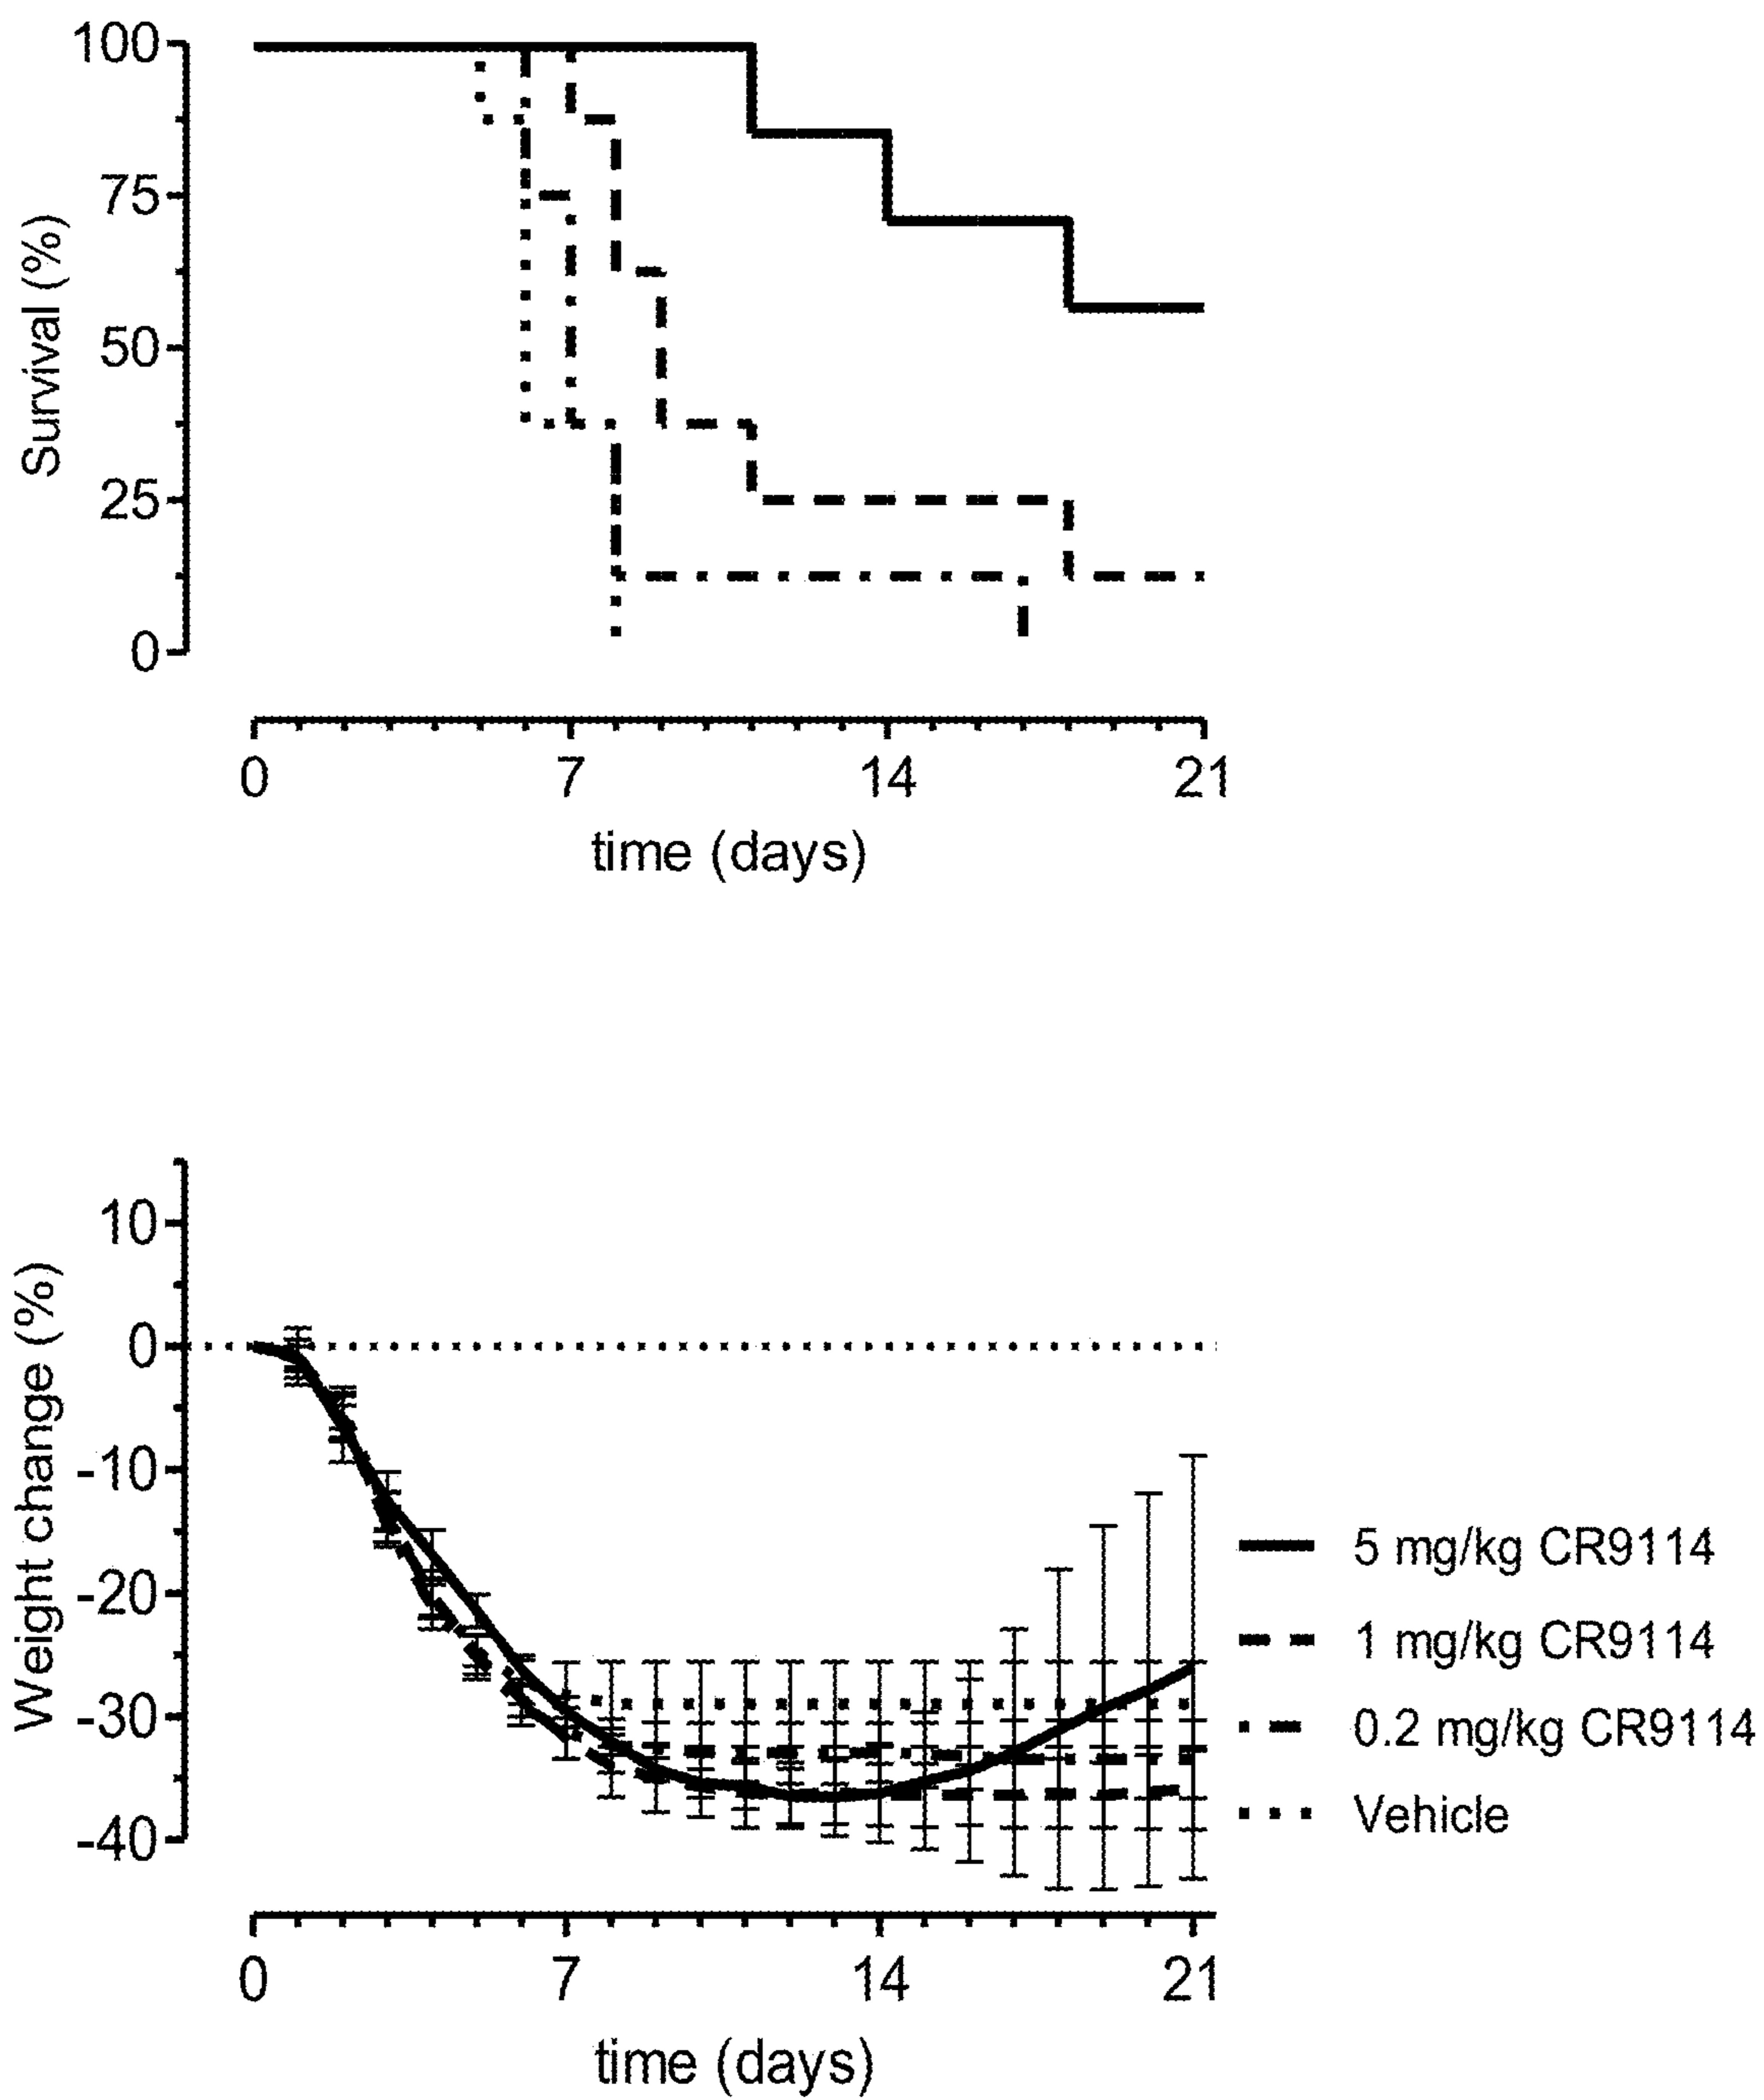 100
75
50
25
0
Survival (%)
0 7 14 21
time (days)
10
0
-10
-20
-30
-40
Weight change (%)
5 mg/kg CR9114
1 mg/kg CR9114
0.2 mg/kg CR9114
Vehicle
0 7 14 21
time (days)